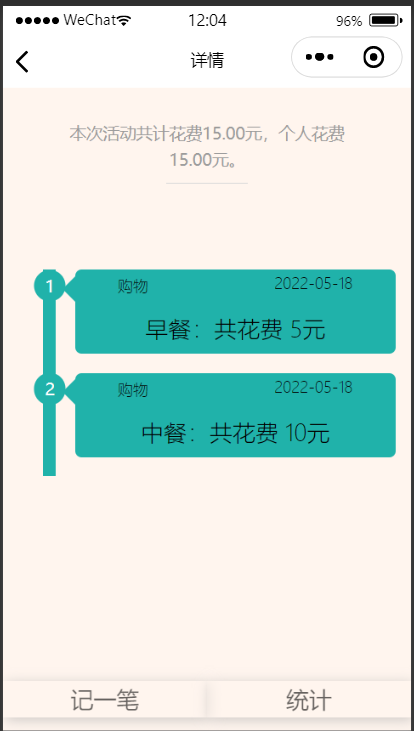 WeChat 12:04 96%
详情
本次活动共计花费15.00元，个人花费
15.00元。
1 购物 2022-05-18
早餐：共花费 5元
2 购物 2022-05-18
中餐：共花费 10元
记一笔 统计